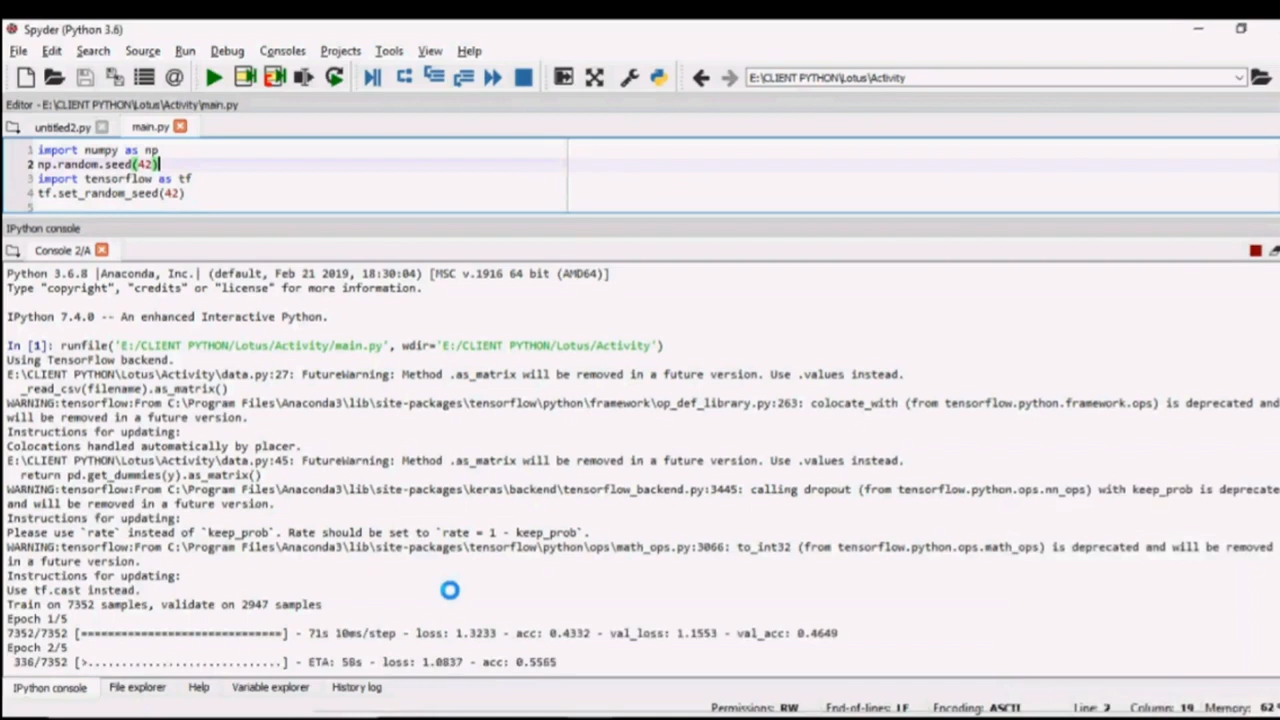 Spyder (Python 3.6)
File Edit Search Source Run Debug Consoles Projects Tools View Help
E:\CLIENT PYTHON\Lotus\Activity
Editor - E:\CLIENT PYTHON\Lotus\Activity\main.py
untitled2.py main.py
1 import numpy as np
2 np.random.seed(42)
3 import tensorflow as tf
4 tf.set_random_seed(42)
5
IPython console
Console 2/A
Python 3.6.8 |Anaconda, Inc.| (default, Feb 21 2019, 18:30:04) [MSC v.1916 64 bit (AMD64)]
Type "copyright", "credits" or "license" for more information.
IPython 7.4.0 -- An enhanced Interactive Python.
In [1]: runfile('E:/CLIENT PYTHON/Lotus/Activity/main.py', wdir='E:/CLIENT PYTHON/Lotus/Activity')
Using TensorFlow backend.
E:\CLIENT PYTHON\Lotus\Activity\data.py:27: FutureWarning: Method .as_matrix will be removed in a future version. Use .values instead.
_read_csv(filename).as_matrix()
WARNING:tensorflow:From C:\Program Files\Anaconda3\lib\site-packages\tensorflow\python\framework\op_def_library.py:263: colocate_with (from tensorflow.python.framework.ops) is deprecated and
will be removed in a future version.
Instructions for updating:
Colocations handled automatically by placer.
E:\CLIENT PYTHON\Lotus\Activity\data.py:45: FutureWarning: Method .as_matrix will be removed in a future version. Use .values instead.
return pd.get_dummies(y).as_matrix()
WARNING:tensorflow:From C:\Program Files\Anaconda3\lib\site-packages\keras\backend\tensorflow_backend.py:3445: calling dropout (from tensorflow.python.ops.nn_ops) with keep_prob is deprecate
and will be removed in a future version.
Instructions for updating:
Please use `rate` instead of `keep_prob`. Rate should be set to `rate = 1 - keep_prob`.
WARNING:tensorflow:From C:\Program Files\Anaconda3\lib\site-packages\tensorflow\python\ops\math_ops.py:3066: to_int32 (from tensorflow.python.ops.math_ops) is deprecated and will be removed
in a future version.
Instructions for updating:
Use tf.cast instead.
Train on 7352 samples, validate on 2947 samples
Epoch 1/5
7352/7352 [==============================] - 71s 10ms/step - loss: 1.3233 - acc: 0.4332 - val_loss: 1.1553 - val_acc: 0.4649
Epoch 2/5
336/7352 [>.............................] - ETA: 58s - loss: 1.0837 - acc: 0.5565
IPython console File explorer Help Variable explorer History log
Permissions: RW End-of-lines: LF Encoding: ASCII Line: 2 Column: 19 Memory: 62